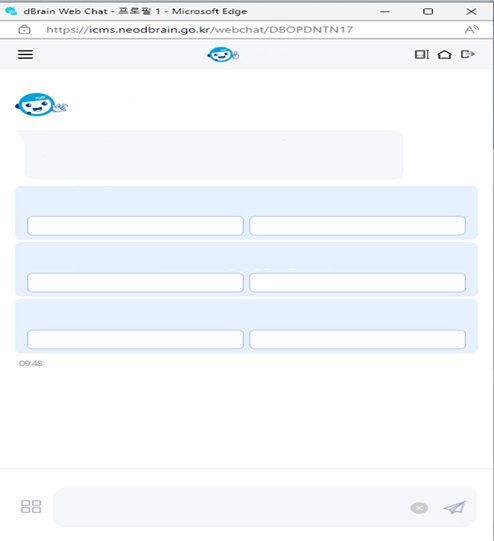 dBrain Web Chat - 프로필 1 - Microsoft Edge
https://icms.neodbrain.go.kr/webchat/DBOPDNTN17
09:48